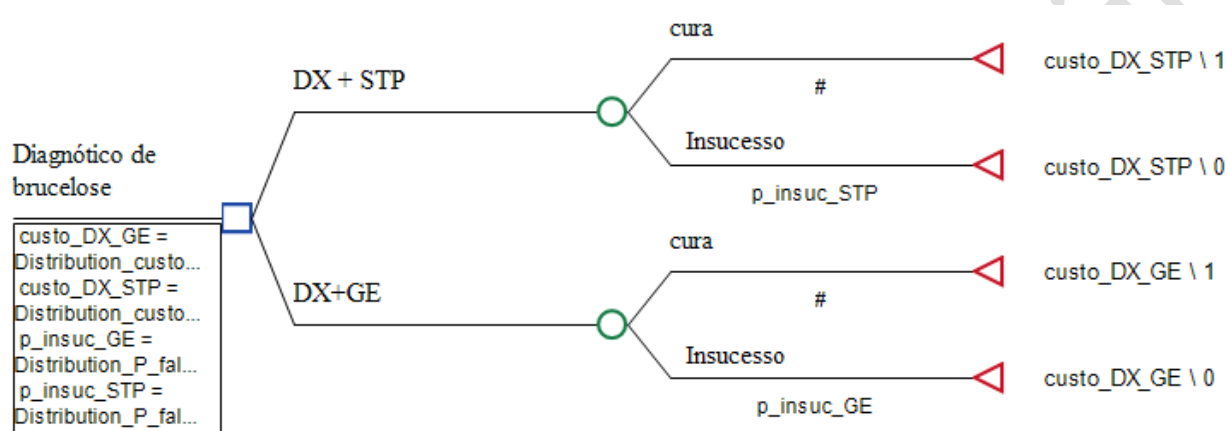 cura
custo_DX_STP \ 1
DX + STP
#
Insucesso
custo_DX_STP \ 0
p_insuc_STP
Diagnótico de
brucelose
custo_DX_GE =
Distribution_custo...
custo_DX_STP =
Distribution_custo...
p_insuc_GE =
Distribution_P_fal...
p_insuc_STP =
Distribution_P_fal...
cura
custo_DX_GE \ 1
DX+GE
#
Insucesso
custo_DX_GE \ 0
p_insuc_GE